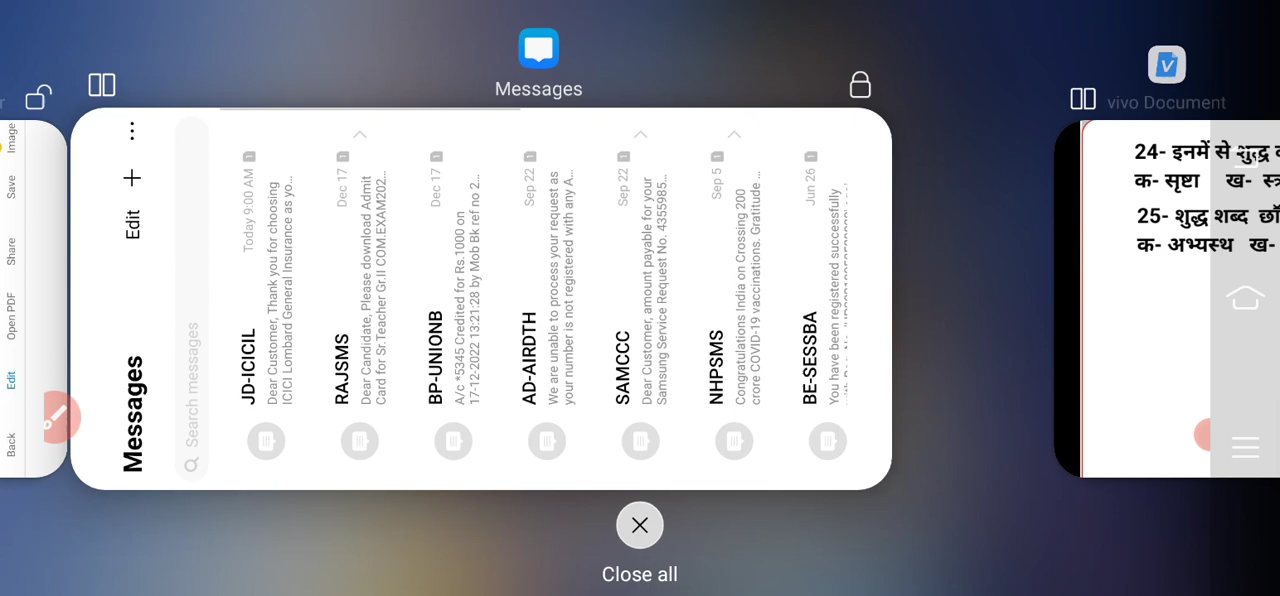 Messages
Back
Edit
Open PDF
Share
Save
Image
Messages
Edit
Search messages
JD-ICICIL
Today 9:00 AM 1
Dear Customer, Thank you for choosing
ICICI Lombard General Insurance as yo...
RAJSMS
Dec 17 1
Dear Candidate, Please download Admit
Card for Sr.Teacher Gr.II COM.EXAM202...
BP-UNIONB
Dec 17 1
A/c *5345 Credited for Rs.1000 on
17-12-2022 13:21:28 by Mob Bk ref no 2...
AD-AIRDTH
Sep 22 1
We are unable to process your request as
your number is not registered with any A...
SAMCCC
Sep 22 1
Dear Customer, amount payable for your
Samsung Service Request No. 4355985...
NHPSMS
Sep 5 1
Congratulations India on Crossing 200
crore COVID-19 vaccinations. Gratitude ...
BE-SESSBA
Jun 26 1
You have been registered successfully
vivo Document
24- इनमें से शुद्ध
क- सृष्टा ख-
25- शुद्ध शब्द
क- अभ्यस्थ ख-
Close all